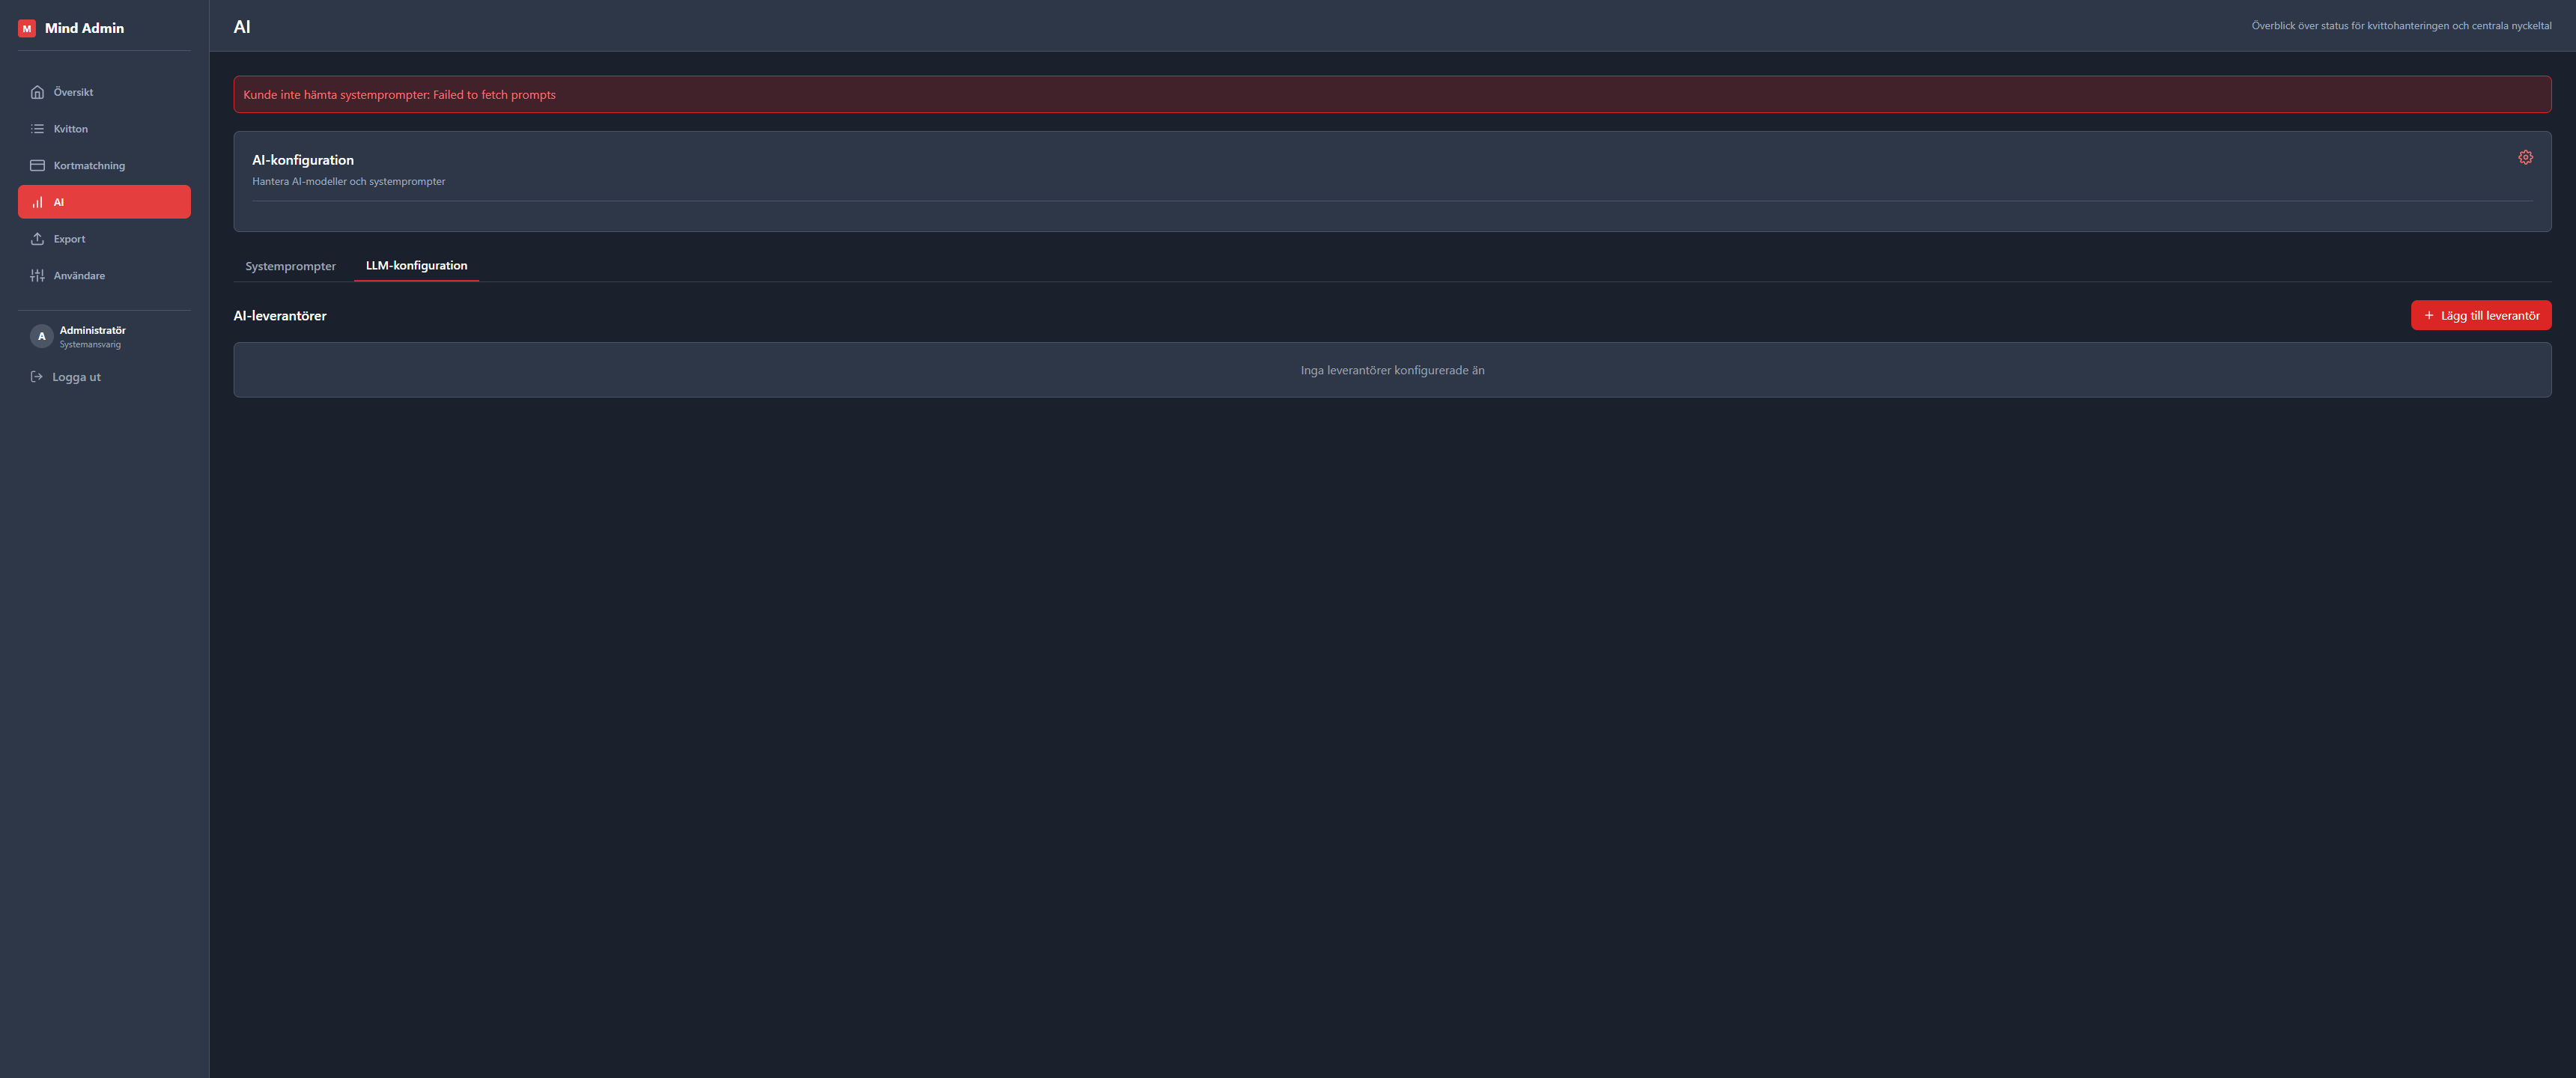 M Mind Admin
AI
Överblick över status för kvittohanteringen och centrala nyckeltal
Översikt
Kvitton
Kortmatchning
AI
Export
Användare
A
Administratör
Systemansvarig
Logga ut
Kunde inte hämta systemprompter: Failed to fetch prompts
AI-konfiguration
Hantera AI-modeller och systemprompter
Systemprompter
LLM-konfiguration
AI-leverantörer
+ Lägg till leverantör
Inga leverantörer konfigurerade än